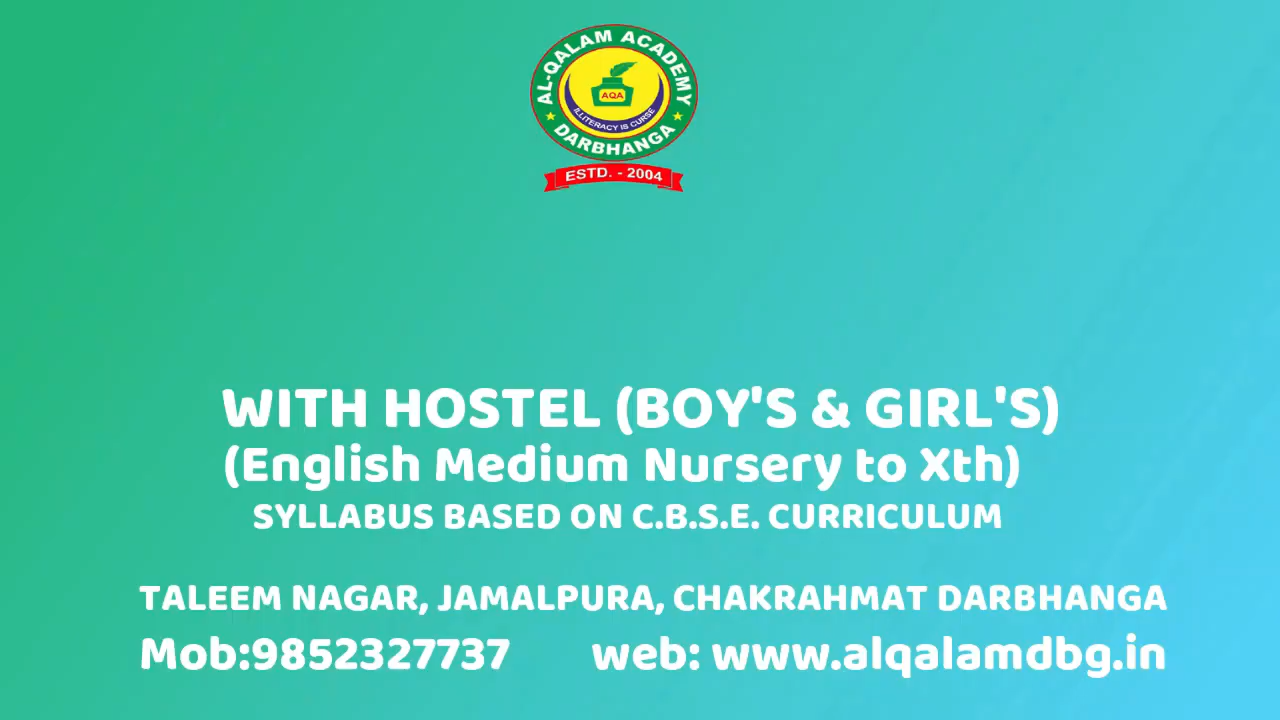 AL-QALAM ACADEMY
AQA
ILLITERACY IS CURSE
DARBHANGA
ESTD. - 2004
WITH HOSTEL (BOY'S & GIRL'S)
(English Medium Nursery to Xth)
SYLLABUS BASED ON C.B.S.E. CURRICULUM
TALEEM NAGAR, JAMALPURA, CHAKRAHMAT DARBHANGA
Mob:9852327737 web: www.alqalamdbg.in